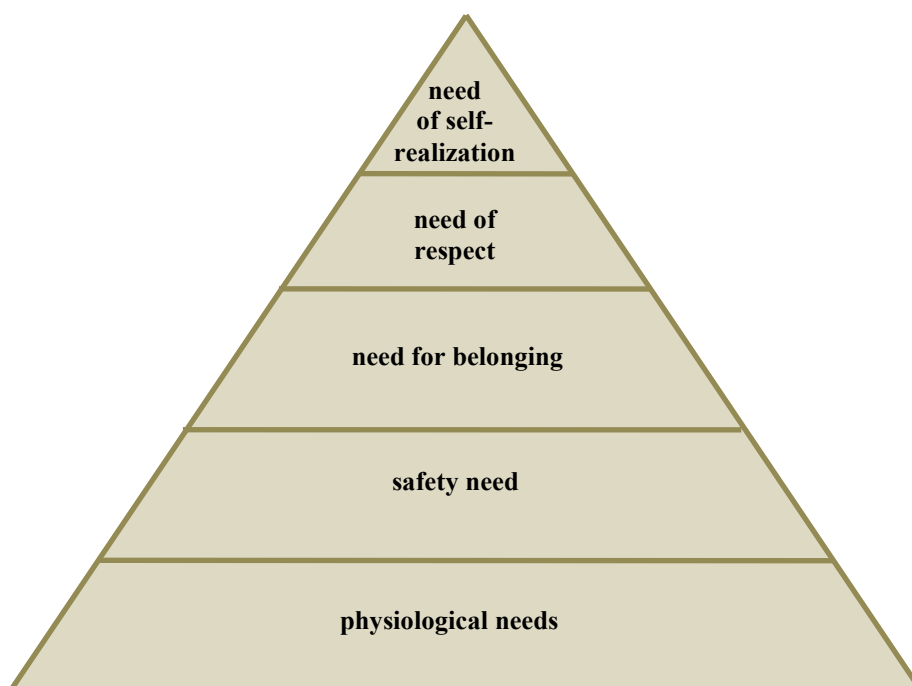 need
of self-
realization
need of
respect
need for belonging
safety need
physiological needs